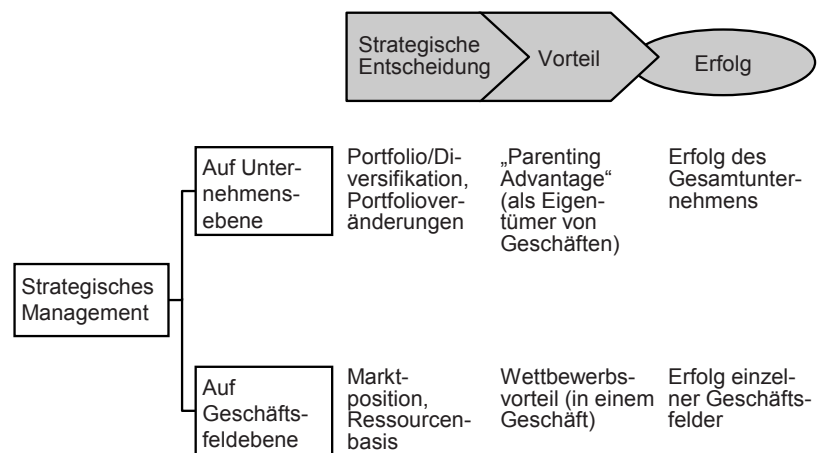 Strategische
Entscheidung
Vorteil
Erfolg
Auf Unter-
nehmens-
ebene
Portfolio/Di-
versifikation,
Portfoliover-
änderungen
„Parenting
Advantage“
(als Eigen-
tümer von
Geschäften)
Erfolg des
Gesamtunter-
nehmens
Strategisches
Management
Auf
Geschäfts-
feldebene
Markt-
position,
Ressourcen-
basis
Wettbewerbs-
vorteil (in einem
Geschäft)
Erfolg einzel-
ner Geschäfts-
felder